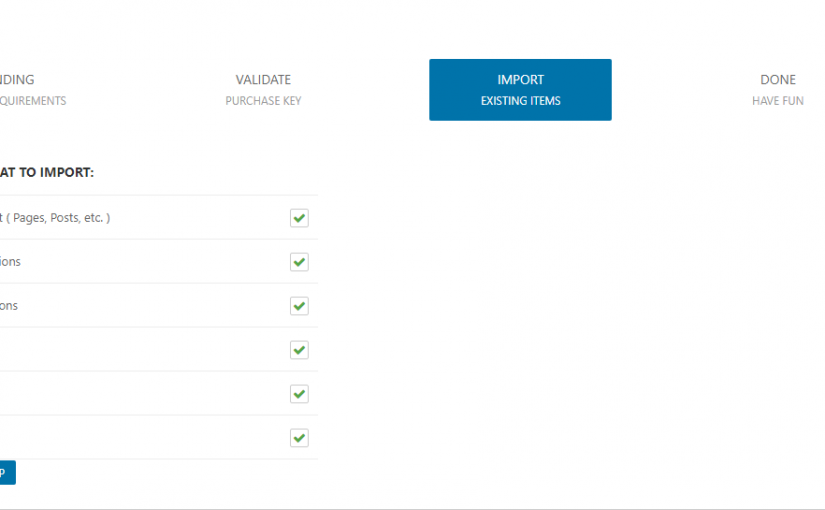 NDING
QUIREMENTS
VALIDATE
PURCHASE KEY
IMPORT
EXISTING ITEMS
DONE
HAVE FUN
AT TO IMPORT:
t ( Pages, Posts, etc. )
ions
ons
P